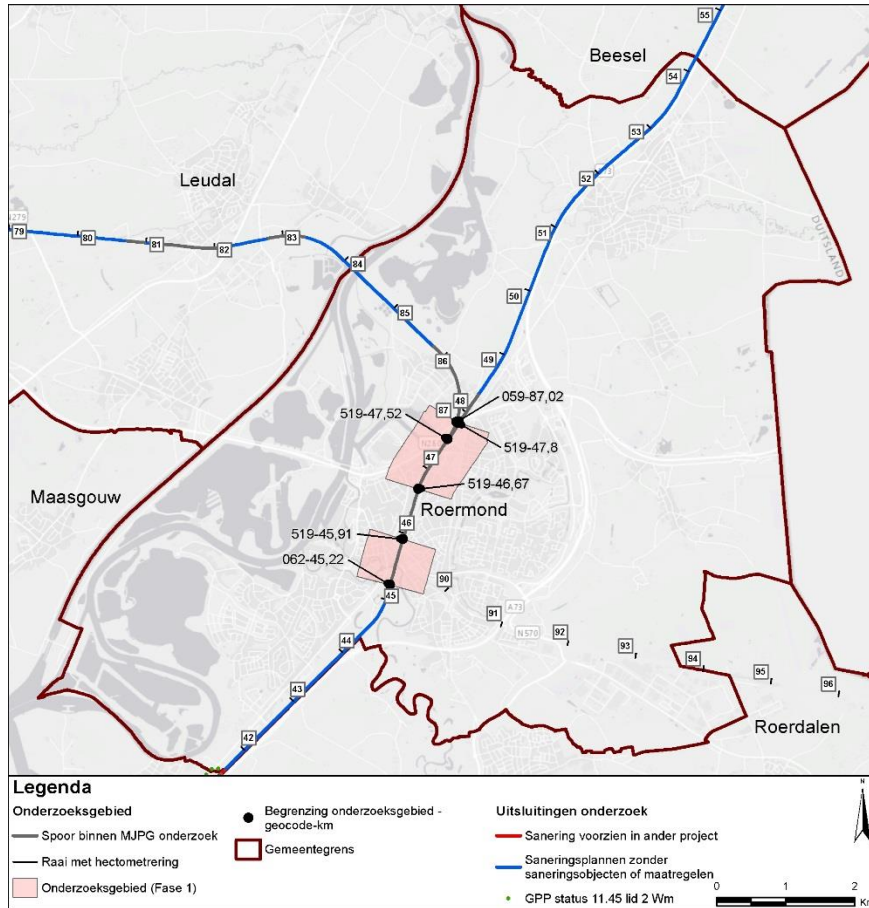 55
Beesel
54
53
52
Leudal
N279
79
80
81
82
83
84
51
DUITSLAND
50
85
49
86
48
059-87,02
87
519-47,52
519-47,8
47
519-46,67
Maasgouw
Roermond
46
519-45,91
062-45,22
90
45
A73
91
N570
92
44
93
94
95
96
43
42
Roerdalen
Legenda
Onderzoeksgebied
Spoor binnen MJPG onderzoek
Raai met hectometrering
Onderzoeksgebied (Fase 1)
Begrenzing onderzoeksgebied -
geocode-km
Gemeentegrens
Uitsluitingen onderzoek
Sanering voorzien in ander project
Saneringsplannen zonder
saneringsobjecten of maatregelen
GPP status 11.45 lid 2 Wm
N
0 1 2